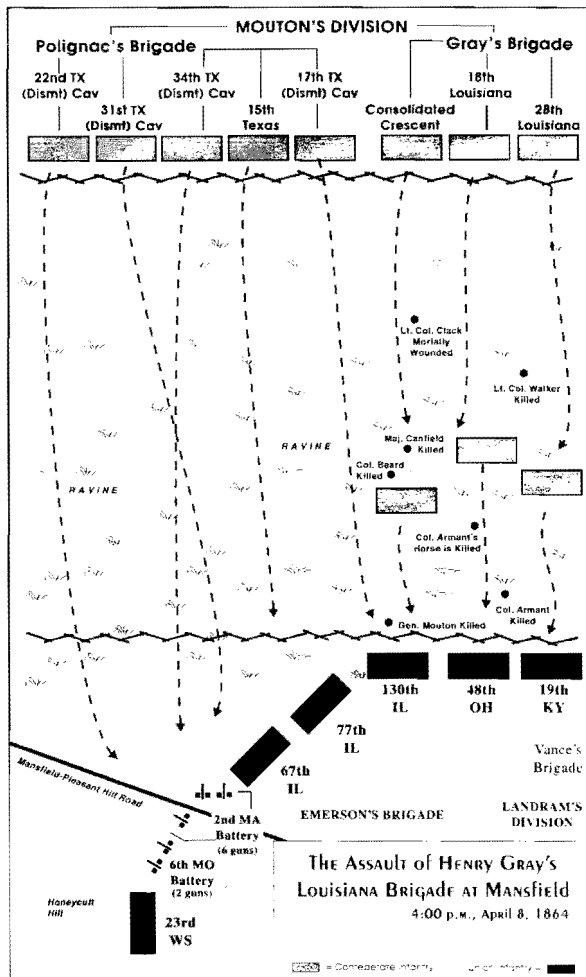 MOUTON'S DIVISION
Polignac's Brigade
Gray's Brigade
22nd TX
(Dismt) Cav
31st TX
(Dismt) Cav
34th TX
(Dismt) Cav
15th
Texas
17th TX
(Dismt) Cav
Consolidated
Crescent
18th
Louisiana
28th
Louisiana
Lt. Col. Clack
Mortally
Wounded
Lt. Col. Walker
Killed
Maj. Canfield
Killed
Col. Beard
Killed
RAVINE
RAVINE
Col. Armant's
Horse is Killed
Col. Armant
Killed
Gen. Mouton Killed
130th
IL
48th
OH
19th
KY
77th
IL
67th
IL
Vance's
Brigade
Mansfield-Pleasant Hill Road
2nd MA
Battery
(6 guns)
EMERSON'S BRIGADE
LANDRAM'S
DIVISION
6th MO
Battery
(2 guns)
Honeycutt
Hill
23rd
WS
The Assault of Henry Gray's
Louisiana Brigade at Mansfield
4:00 p.m., April 8, 1864
= Confederate Infantry
Union Infantry =